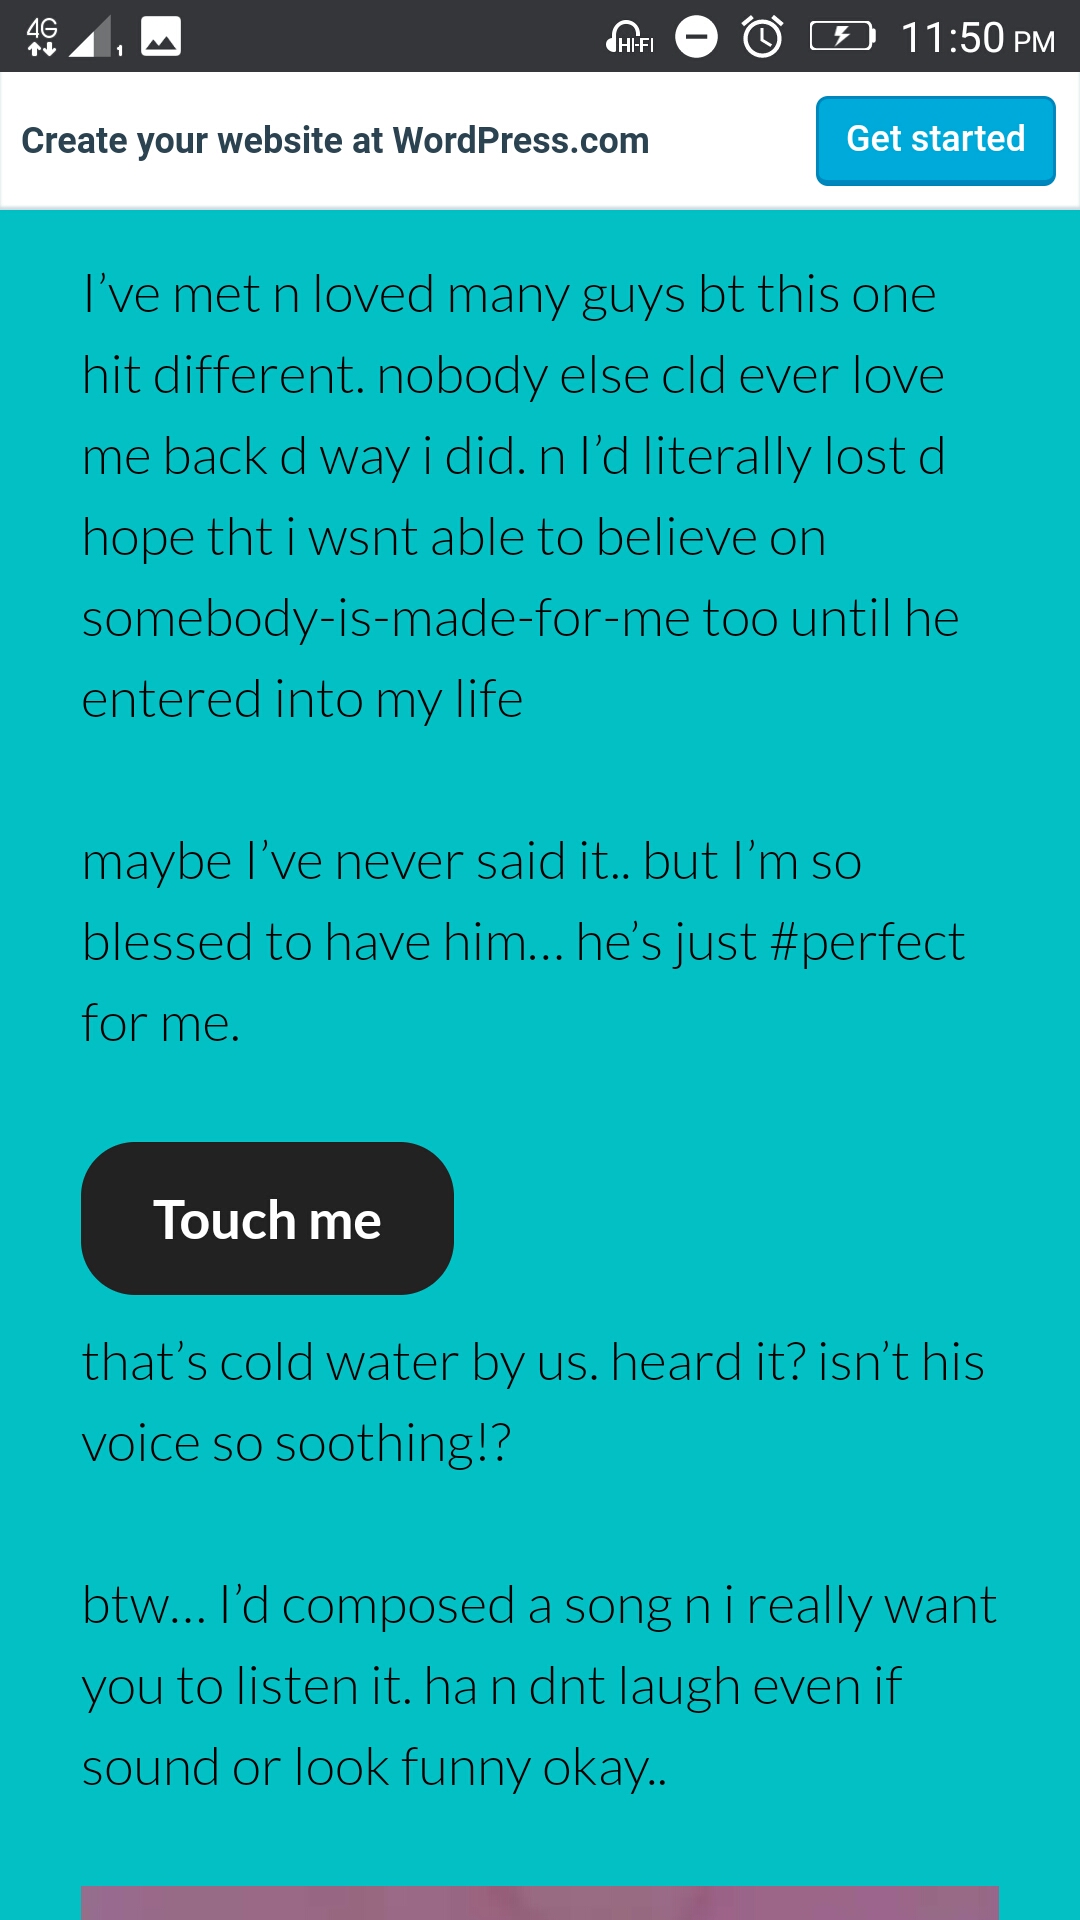 4G
1
HI-FI
11:50 PM
Create your website at WordPress.com
Get started
I’ve met n loved many guys bt this one
hit different. nobody else cld ever love
me back d way i did. n I’d literally lost d
hope tht i wsnt able to believe on
somebody-is-made-for-me too until he
entered into my life
maybe I’ve never said it.. but I’m so
blessed to have him… he’s just #perfect
for me.
Touch me
that’s cold water by us. heard it? isn’t his
voice so soothing!?
btw… I’d composed a song n i really want
you to listen it. ha n dnt laugh even if
sound or look funny okay..